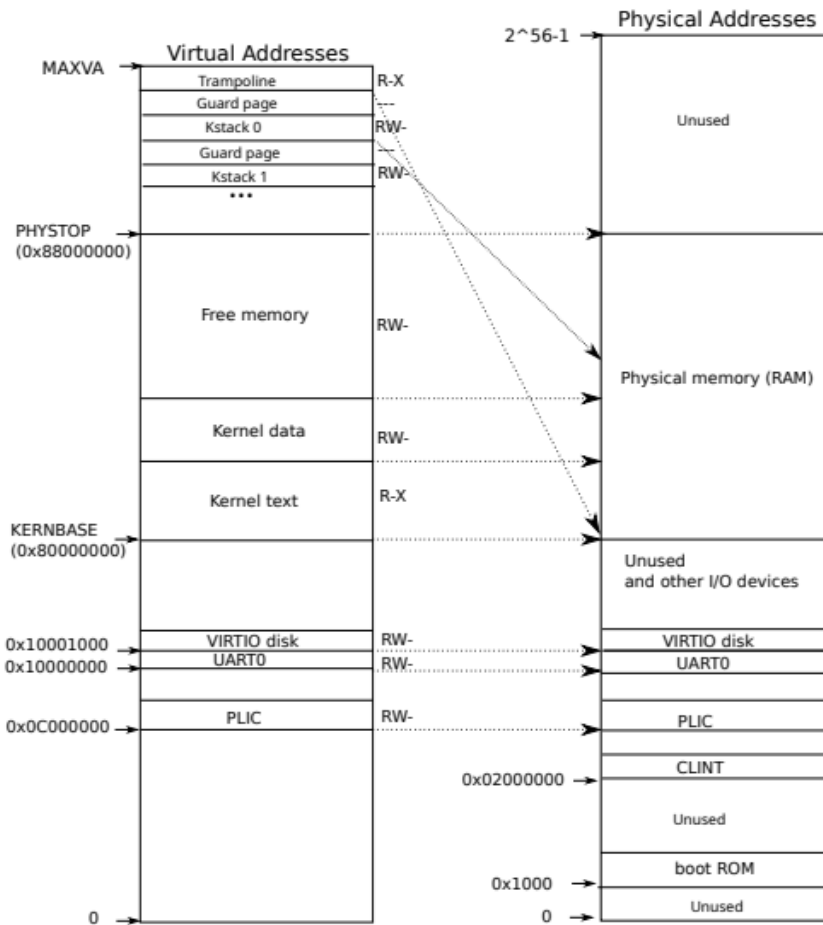 Physical Addresses
2^56-1
Virtual Addresses
MAXVA
Trampoline
R-X
Guard page
---
Unused
Kstack 0
RW-
Guard page
---
Kstack 1
RW-
...
PHYSTOP
(0x88000000)
Free memory
RW-
Physical memory (RAM)
Kernel data
RW-
Kernel text
R-X
KERNBASE
(0x80000000)
Unused
and other I/O devices
0x10001000
VIRTIO disk
RW-
VIRTIO disk
0x10000000
UART0
RW-
UART0
0x0C000000
PLIC
RW-
PLIC
CLINT
0x02000000
Unused
boot ROM
0x1000
Unused
0
0